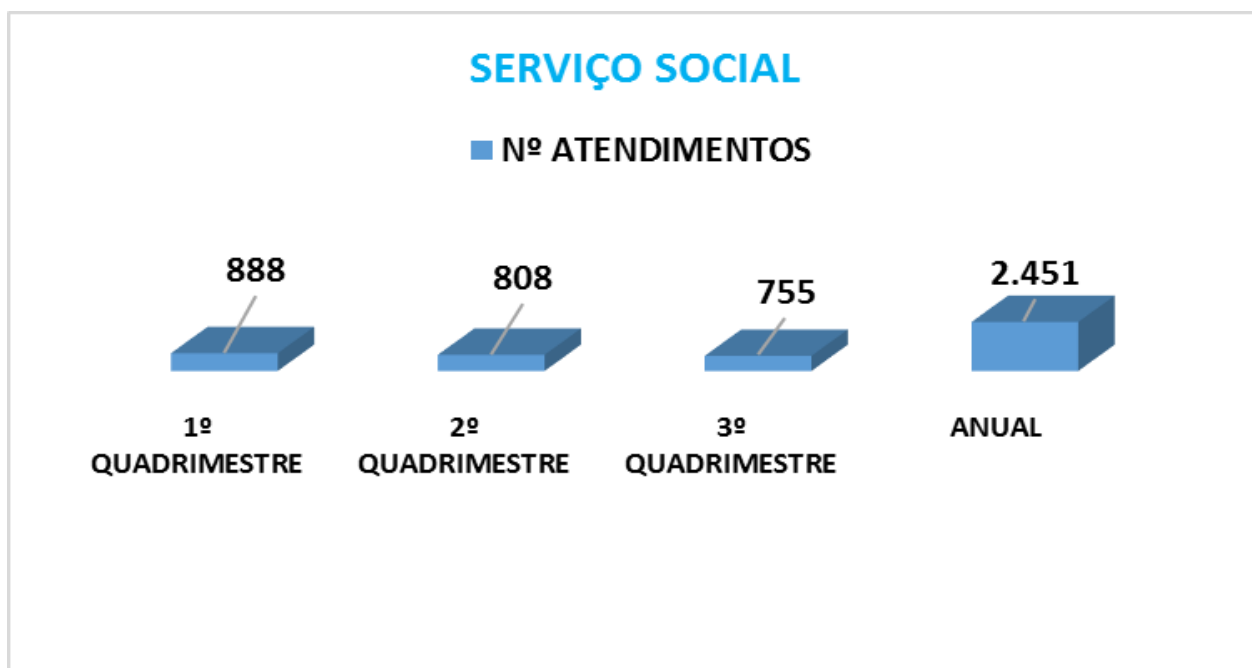 SERVIÇO SOCIAL
Nº ATENDIMENTOS
888
808
755
2.451
1º
QUADRIMESTRE
2º
QUADRIMESTRE
3º
QUADRIMESTRE
ANUAL